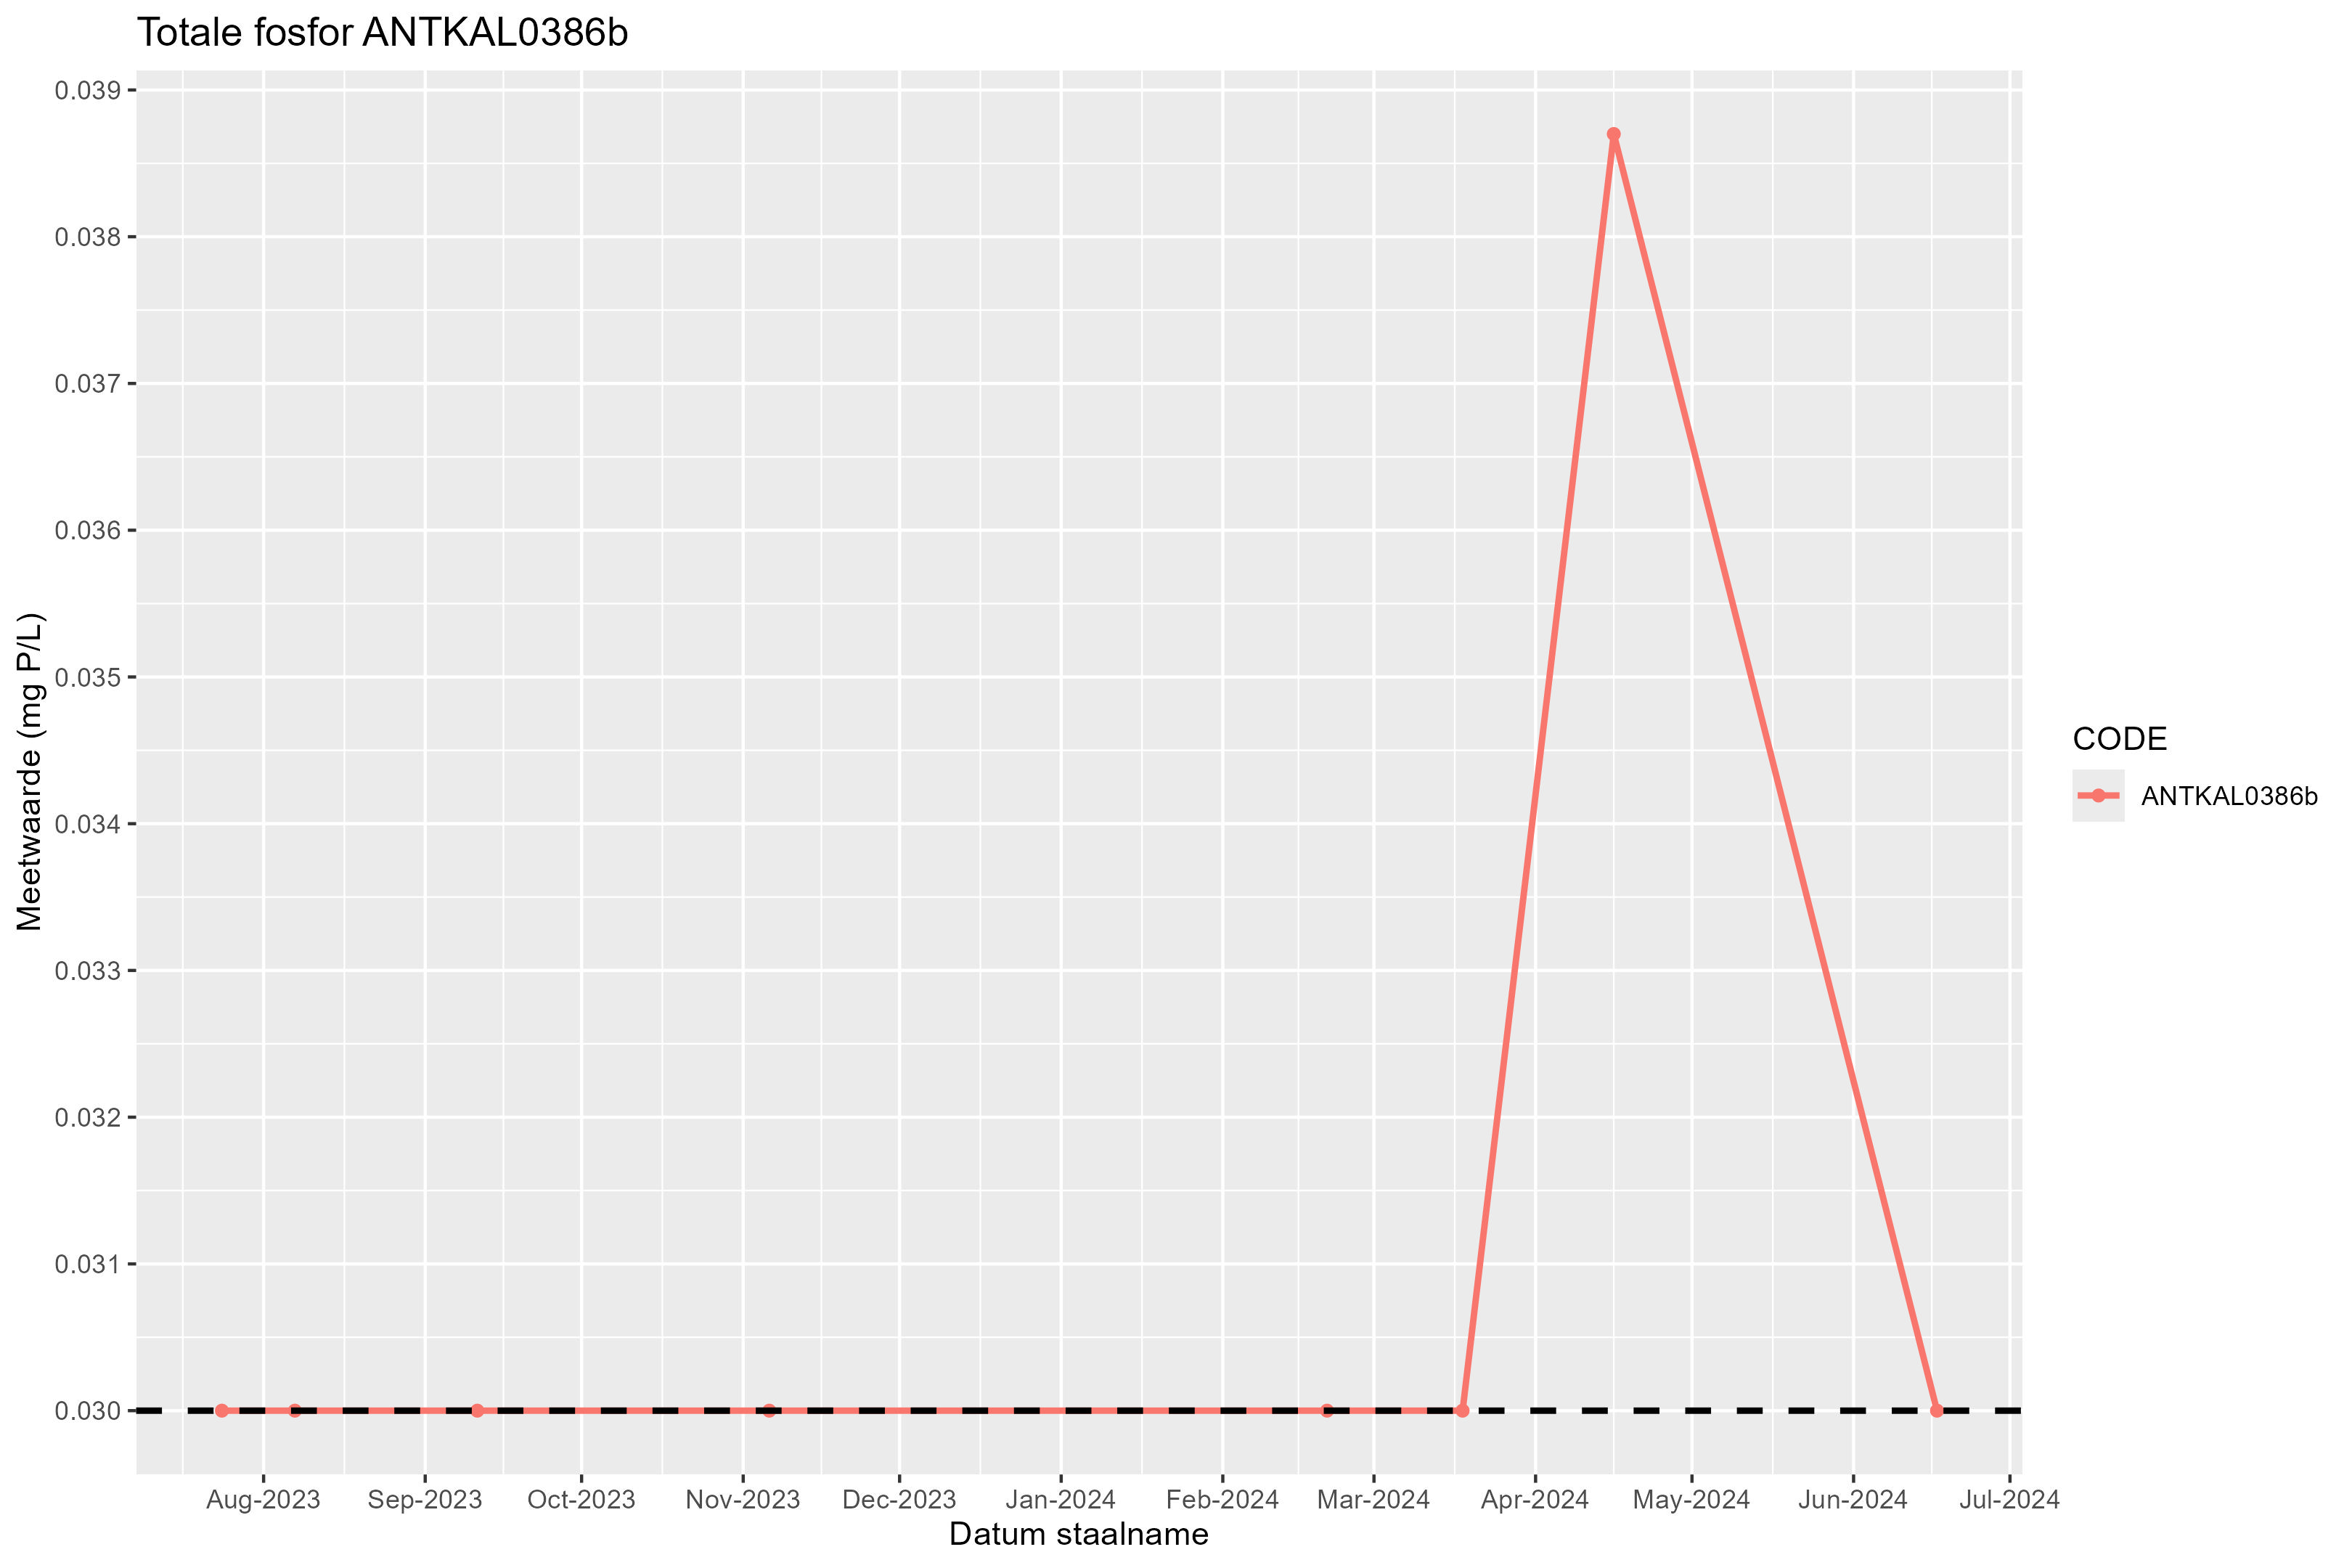 Totale fosfor ANTKAL0386b
0.039
0.038
0.037
0.036
0.035
0.034
0.033
0.032
0.031
0.030
Meetwaarde (mg P/L)
Aug-2023 Sep-2023 Oct-2023 Nov-2023 Dec-2023 Jan-2024 Feb-2024 Mar-2024 Apr-2024 May-2024 Jun-2024 Jul-2024
Datum staalname
CODE
ANTKAL0386b